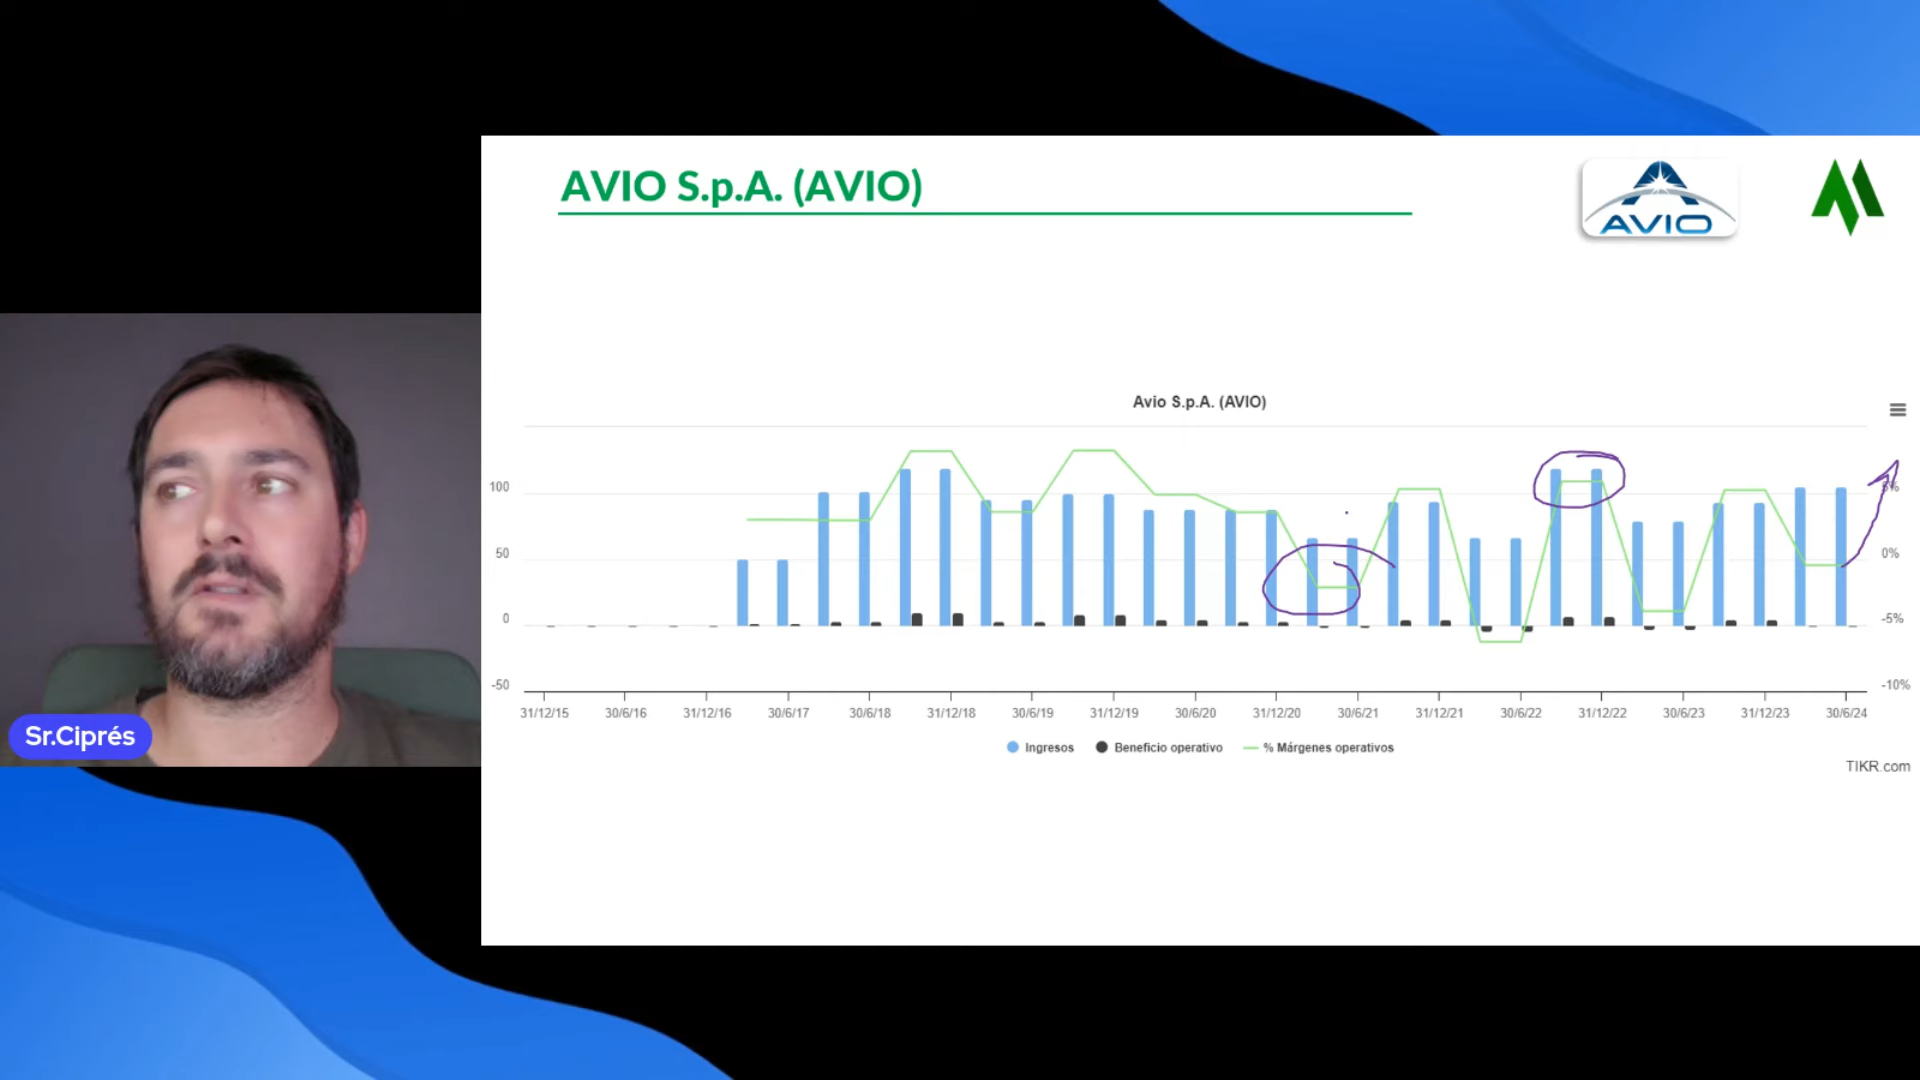 AVIO S.p.A. (AVIO)
AVIO
Avio S.p.A. (AVIO)
100
50
0
-50
5%
0%
-5%
-10%
31/12/15 30/6/16 31/12/16 30/6/17 30/6/18 31/12/18 30/6/19 31/12/19 30/6/20 31/12/20 30/6/21 31/12/21 30/6/22 31/12/22 30/6/23 31/12/23 30/6/24
Ingresos Beneficio operativo % Márgenes operativos
TIKR.com
Sr.Ciprés